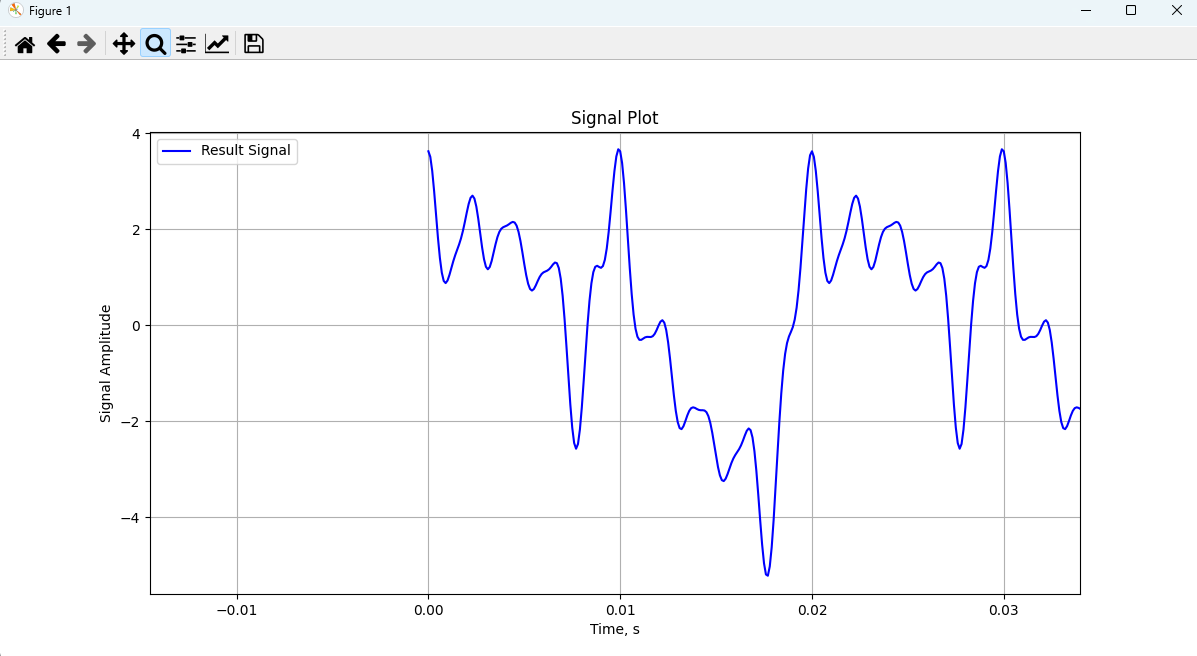 Figure 1
Signal Plot
Result Signal
4
2
0
−2
−4
Signal Amplitude
−0.01 0.00 0.01 0.02 0.03
Time, s